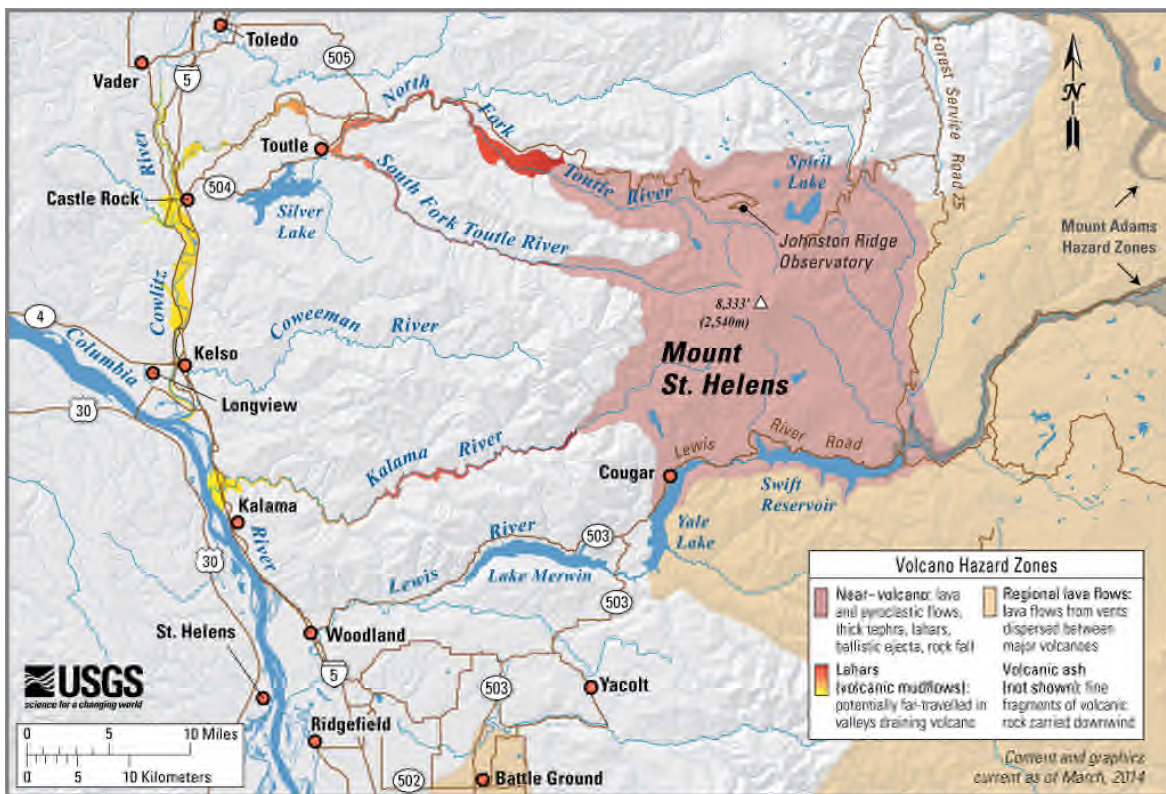 Toledo
Vader
5
505
North
Fork
Toutle River
Forest Service Road 25
N
River
Toutle
Castle Rock
504
Silver
Lake
South Fork Toutle River
Spirit
Lake
Johnston Ridge
Observatory
Mount Adams
Hazard Zones
Cowlitz
4
Columbia
Coweeman River
8,333'
(2,540m)
Mount
St. Helens
Kelso
Longview
30
Kalama River
Lewis River Road
Cougar
Swift
Reservoir
Kalama
River
30
Yale
Lake
503
River
Lewis
Lake Merwin
503
St. Helens
Woodland
5
503
Yacolt
Ridgefield
502
Battle Ground
USGS
science for a changing world
0 5 10 Miles
0 5 10 Kilometers
Volcano Hazard Zones
Near-volcano: lava
and pyroclastic flows,
thick tephra, lahars,
ballistic ejecta, rock fall
Lahars
(volcanic mudflows):
potentially far-travelled in
valleys draining volcano
Regional lava flows:
lava flows from vents
dispersed between
major volcanoes
Volcanic ash
(not shown): fine
fragments of volcanic
rock carried downwind
Content and graphics
current as of March, 2014